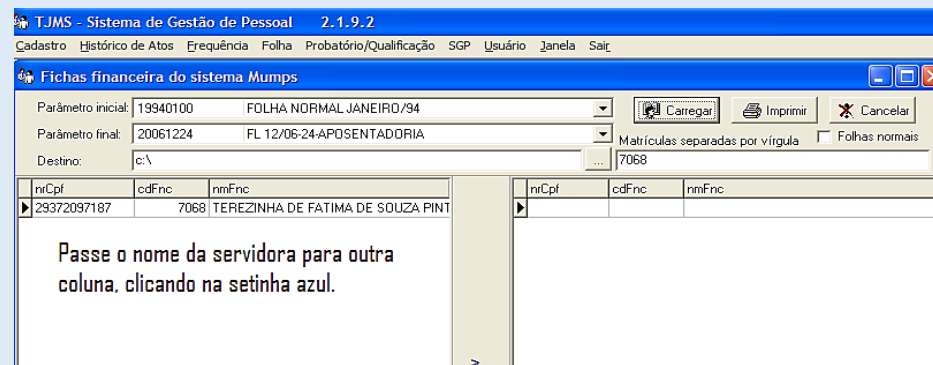 TJMS - Sistema de Gestão de Pessoal 2.1.9.2
Cadastro Histórico de Atos Erequência Folha Probatório/Qualificação SGP Usuário Janela Sair
Fichas financeira do sistema Mumps
Parâmetro inicial: 19940100 FOLHA NORMAL JANEIRO/94 Carregar Imprimir Cancelar
Parâmetro final: 20061224 FL 12/06-24-APOSENTADORIA Matrículas separadas por vírgula Folhas normais
Destino: c:\ ... 7068
nrCpf cdFnc nmFnc nrCpf cdFnc nmFnc
29372097187 7068 TEREZINHA DE FATIMA DE SOUZA PINT
Passe o nome da servidora para outra
coluna, clicando na setinha azul.
>